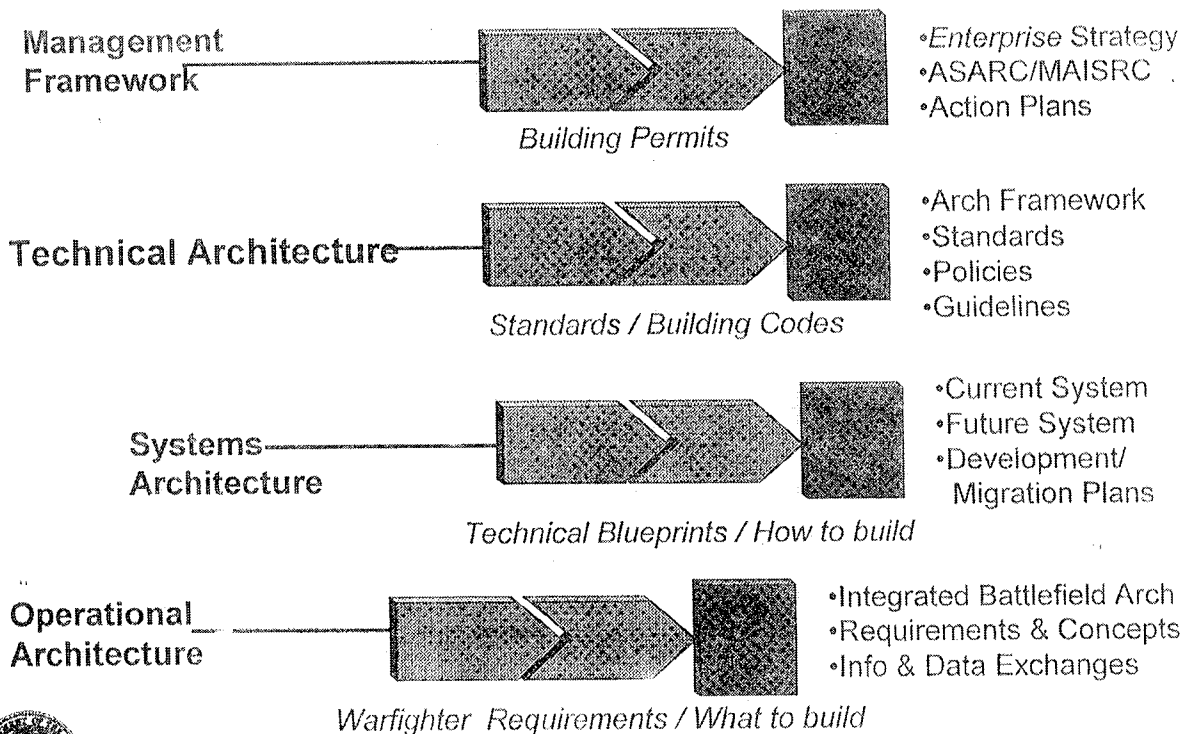 Management
Framework
Building Permits
•Enterprise Strategy
•ASARC/MAISRC
•Action Plans
Technical Architecture
Standards / Building Codes
•Arch Framework
•Standards
•Policies
•Guidelines
Systems
Architecture
Technical Blueprints / How to build
•Current System
•Future System
•Development/
Migration Plans
Operational
Architecture
Warfighter Requirements / What to build
•Integrated Battlefield Arch
•Requirements & Concepts
•Info & Data Exchanges